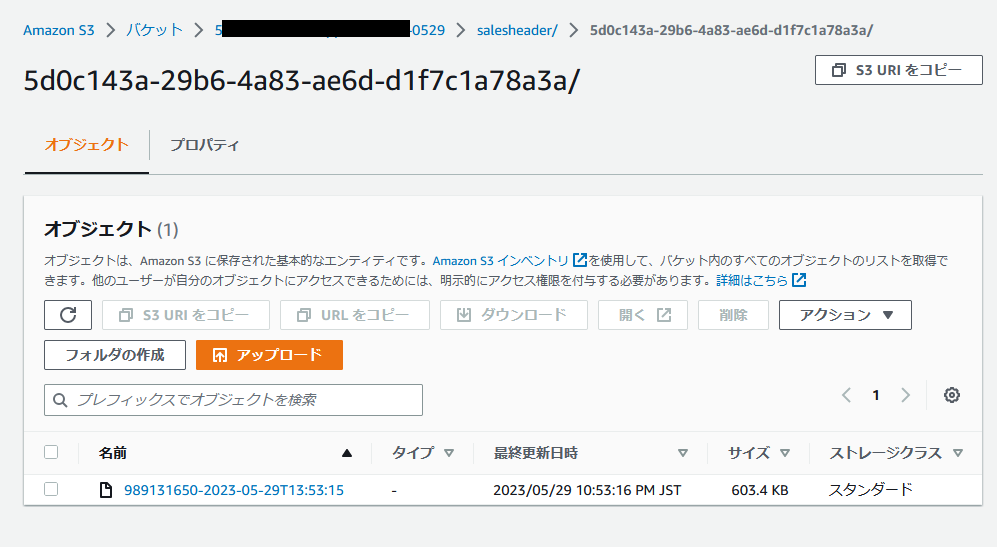 Amazon S3 > バケット > 5 -0529 > salesheader/ > 5d0c143a-29b6-4a83-ae6d-d1f7c1a78a3a/
5d0c143a-29b6-4a83-ae6d-d1f7c1a78a3a/
S3 URI をコピー
オブジェクト プロパティ
オブジェクト (1)
オブジェクトは、Amazon S3 に保存された基本的なエンティティです。Amazon S3 インベントリ を使用して、バケット内のすべてのオブジェクトのリストを取得で
きます。他のユーザーが自分のオブジェクトにアクセスできるためには、明示的にアクセス権限を付与する必要があります。詳細はこちら
S3 URI をコピー URL をコピー ダウンロード 開く 削除 アクション
フォルダの作成 アップロード
プレフィックスでオブジェクトを検索
1
名前 タイプ 最終更新日時 サイズ ストレージクラス
989131650-2023-05-29T13:53:15 - 2023/05/29 10:53:16 PM JST 603.4 KB スタンダード